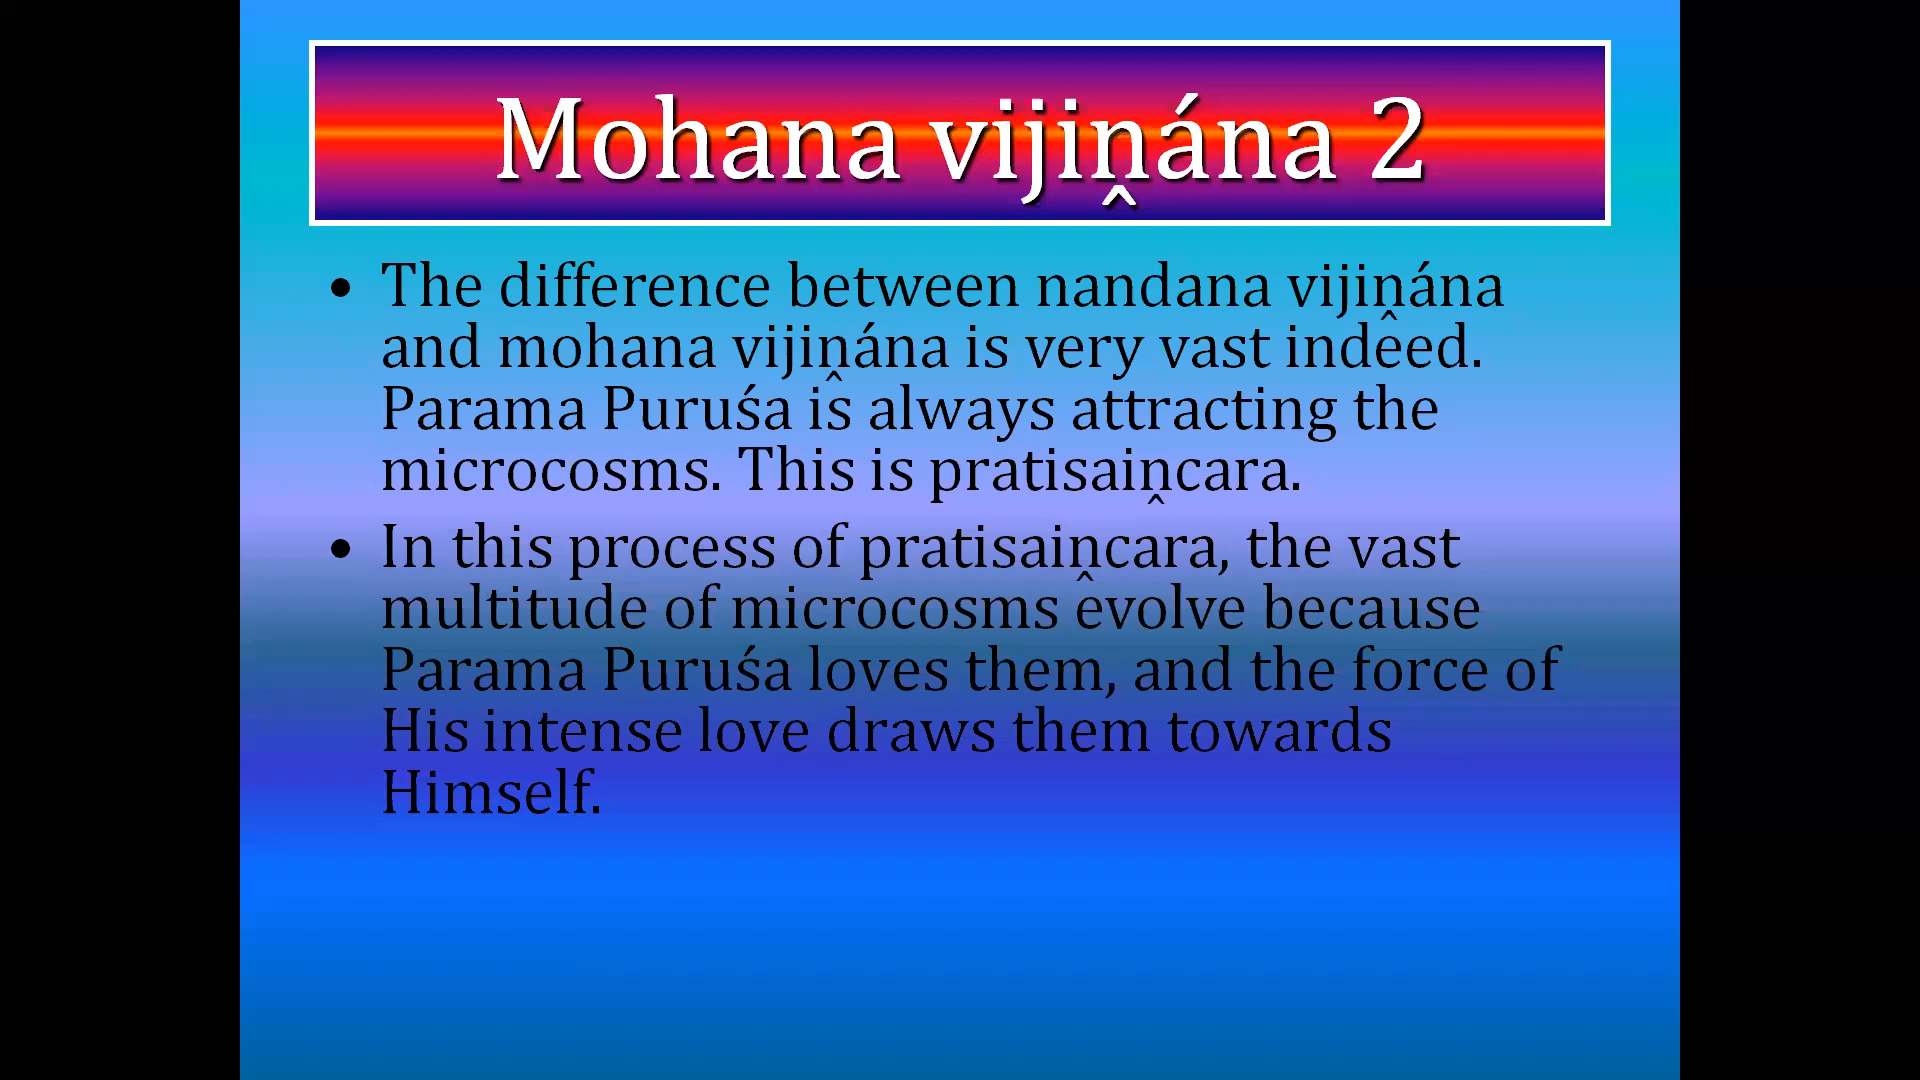 Mohana vijiṋána 2
• The difference between nandana vijiṋána
and mohana vijiṋána is very vast indeed.
Parama Puruśa is always attracting the
microcosms. This is pratisaiṋcara.
• In this process of pratisaiṋcara, the vast
multitude of microcosms evolve because
Parama Puruśa loves them, and the force of
His intense love draws them towards
Himself.